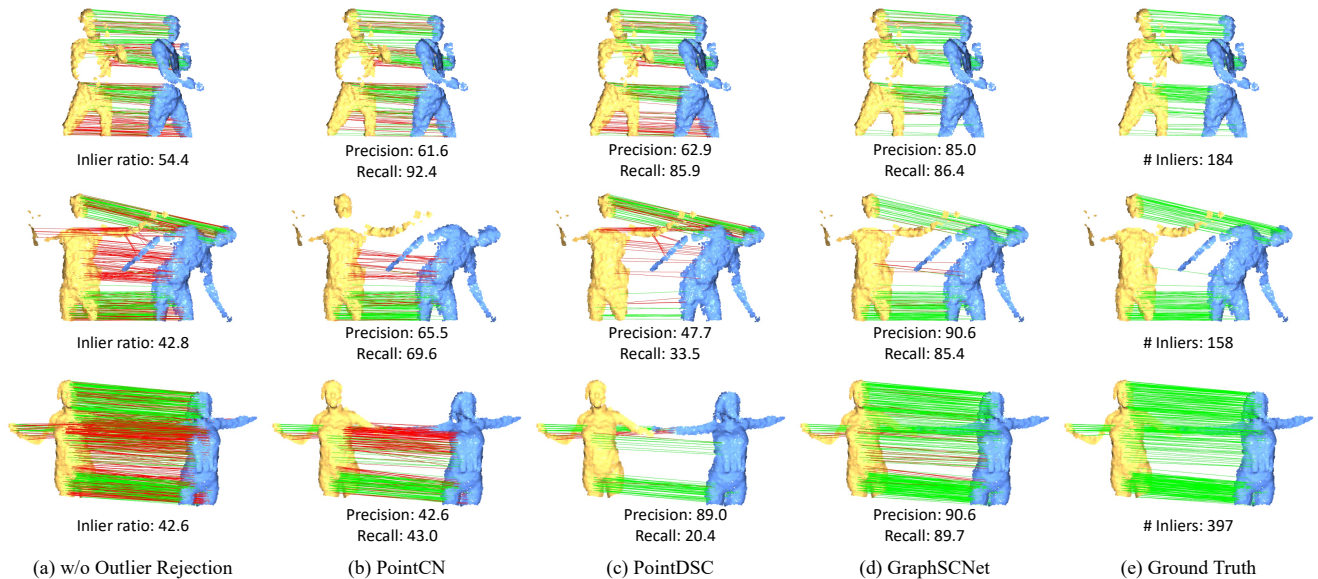 Inlier ratio: 54.4
Precision: 61.6
Recall: 92.4
Precision: 62.9
Recall: 85.9
Precision: 85.0
Recall: 86.4
# Inliers: 184
Inlier ratio: 42.8
Precision: 65.5
Recall: 69.6
Precision: 47.7
Recall: 33.5
Precision: 90.6
Recall: 85.4
# Inliers: 158
Inlier ratio: 42.6
Precision: 42.6
Recall: 43.0
Precision: 89.0
Recall: 20.4
Precision: 90.6
Recall: 89.7
# Inliers: 397
(a) w/o Outlier Rejection
(b) PointCN
(c) PointDSC
(d) GraphSCNet
(e) Ground Truth